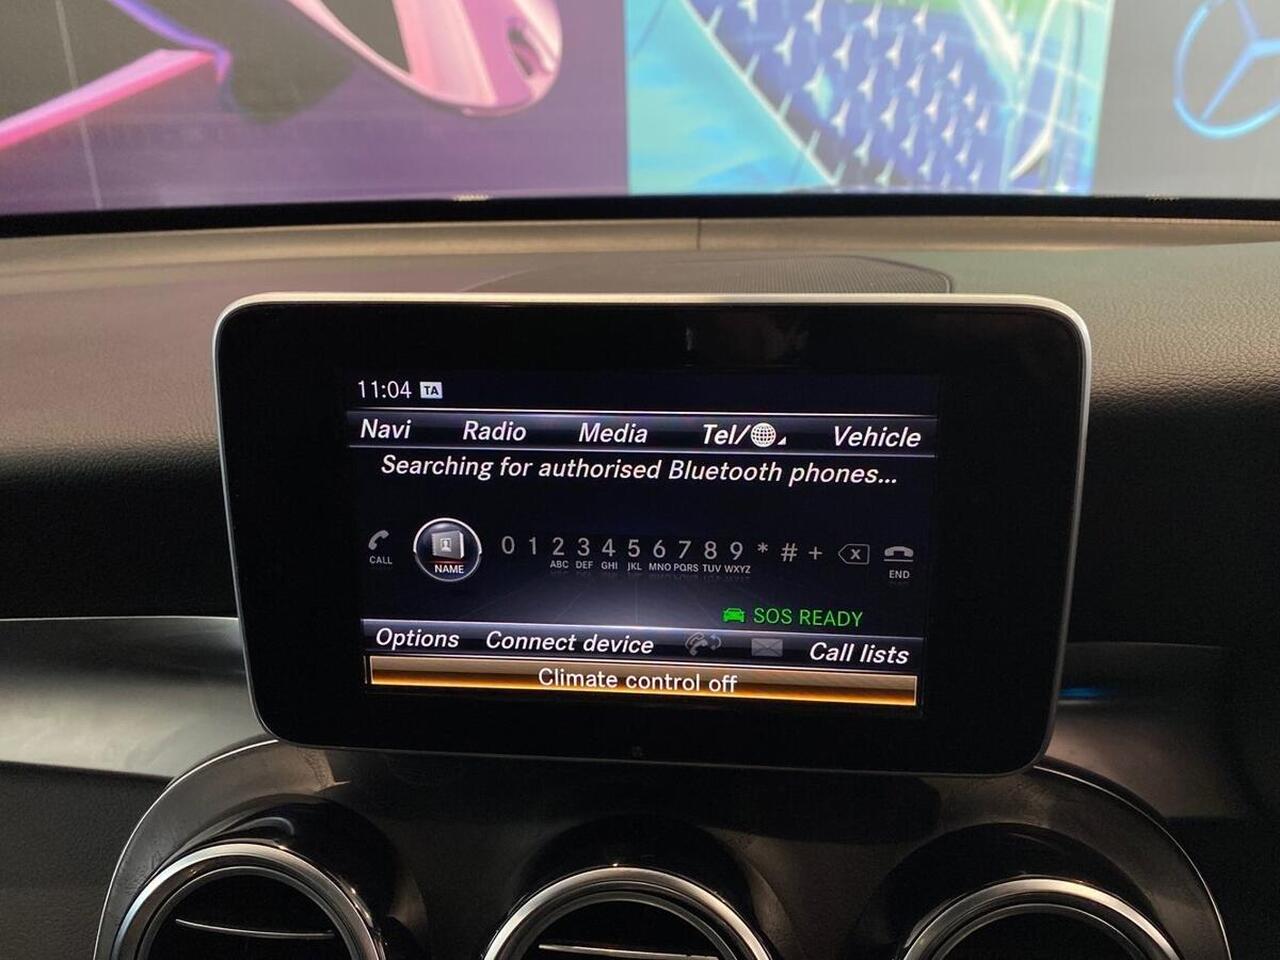 11:04 TA
Navi Radio Media Tel/ Vehicle
Searching for authorised Bluetooth phones...
CALL NAME 0 1 2 ABC 3 DEF 4 GHI 5 JKL 6 MNO 7 PQRS 8 TUV 9 WXYZ * # + X END
SOS READY
Options Connect device Call lists
Climate control off